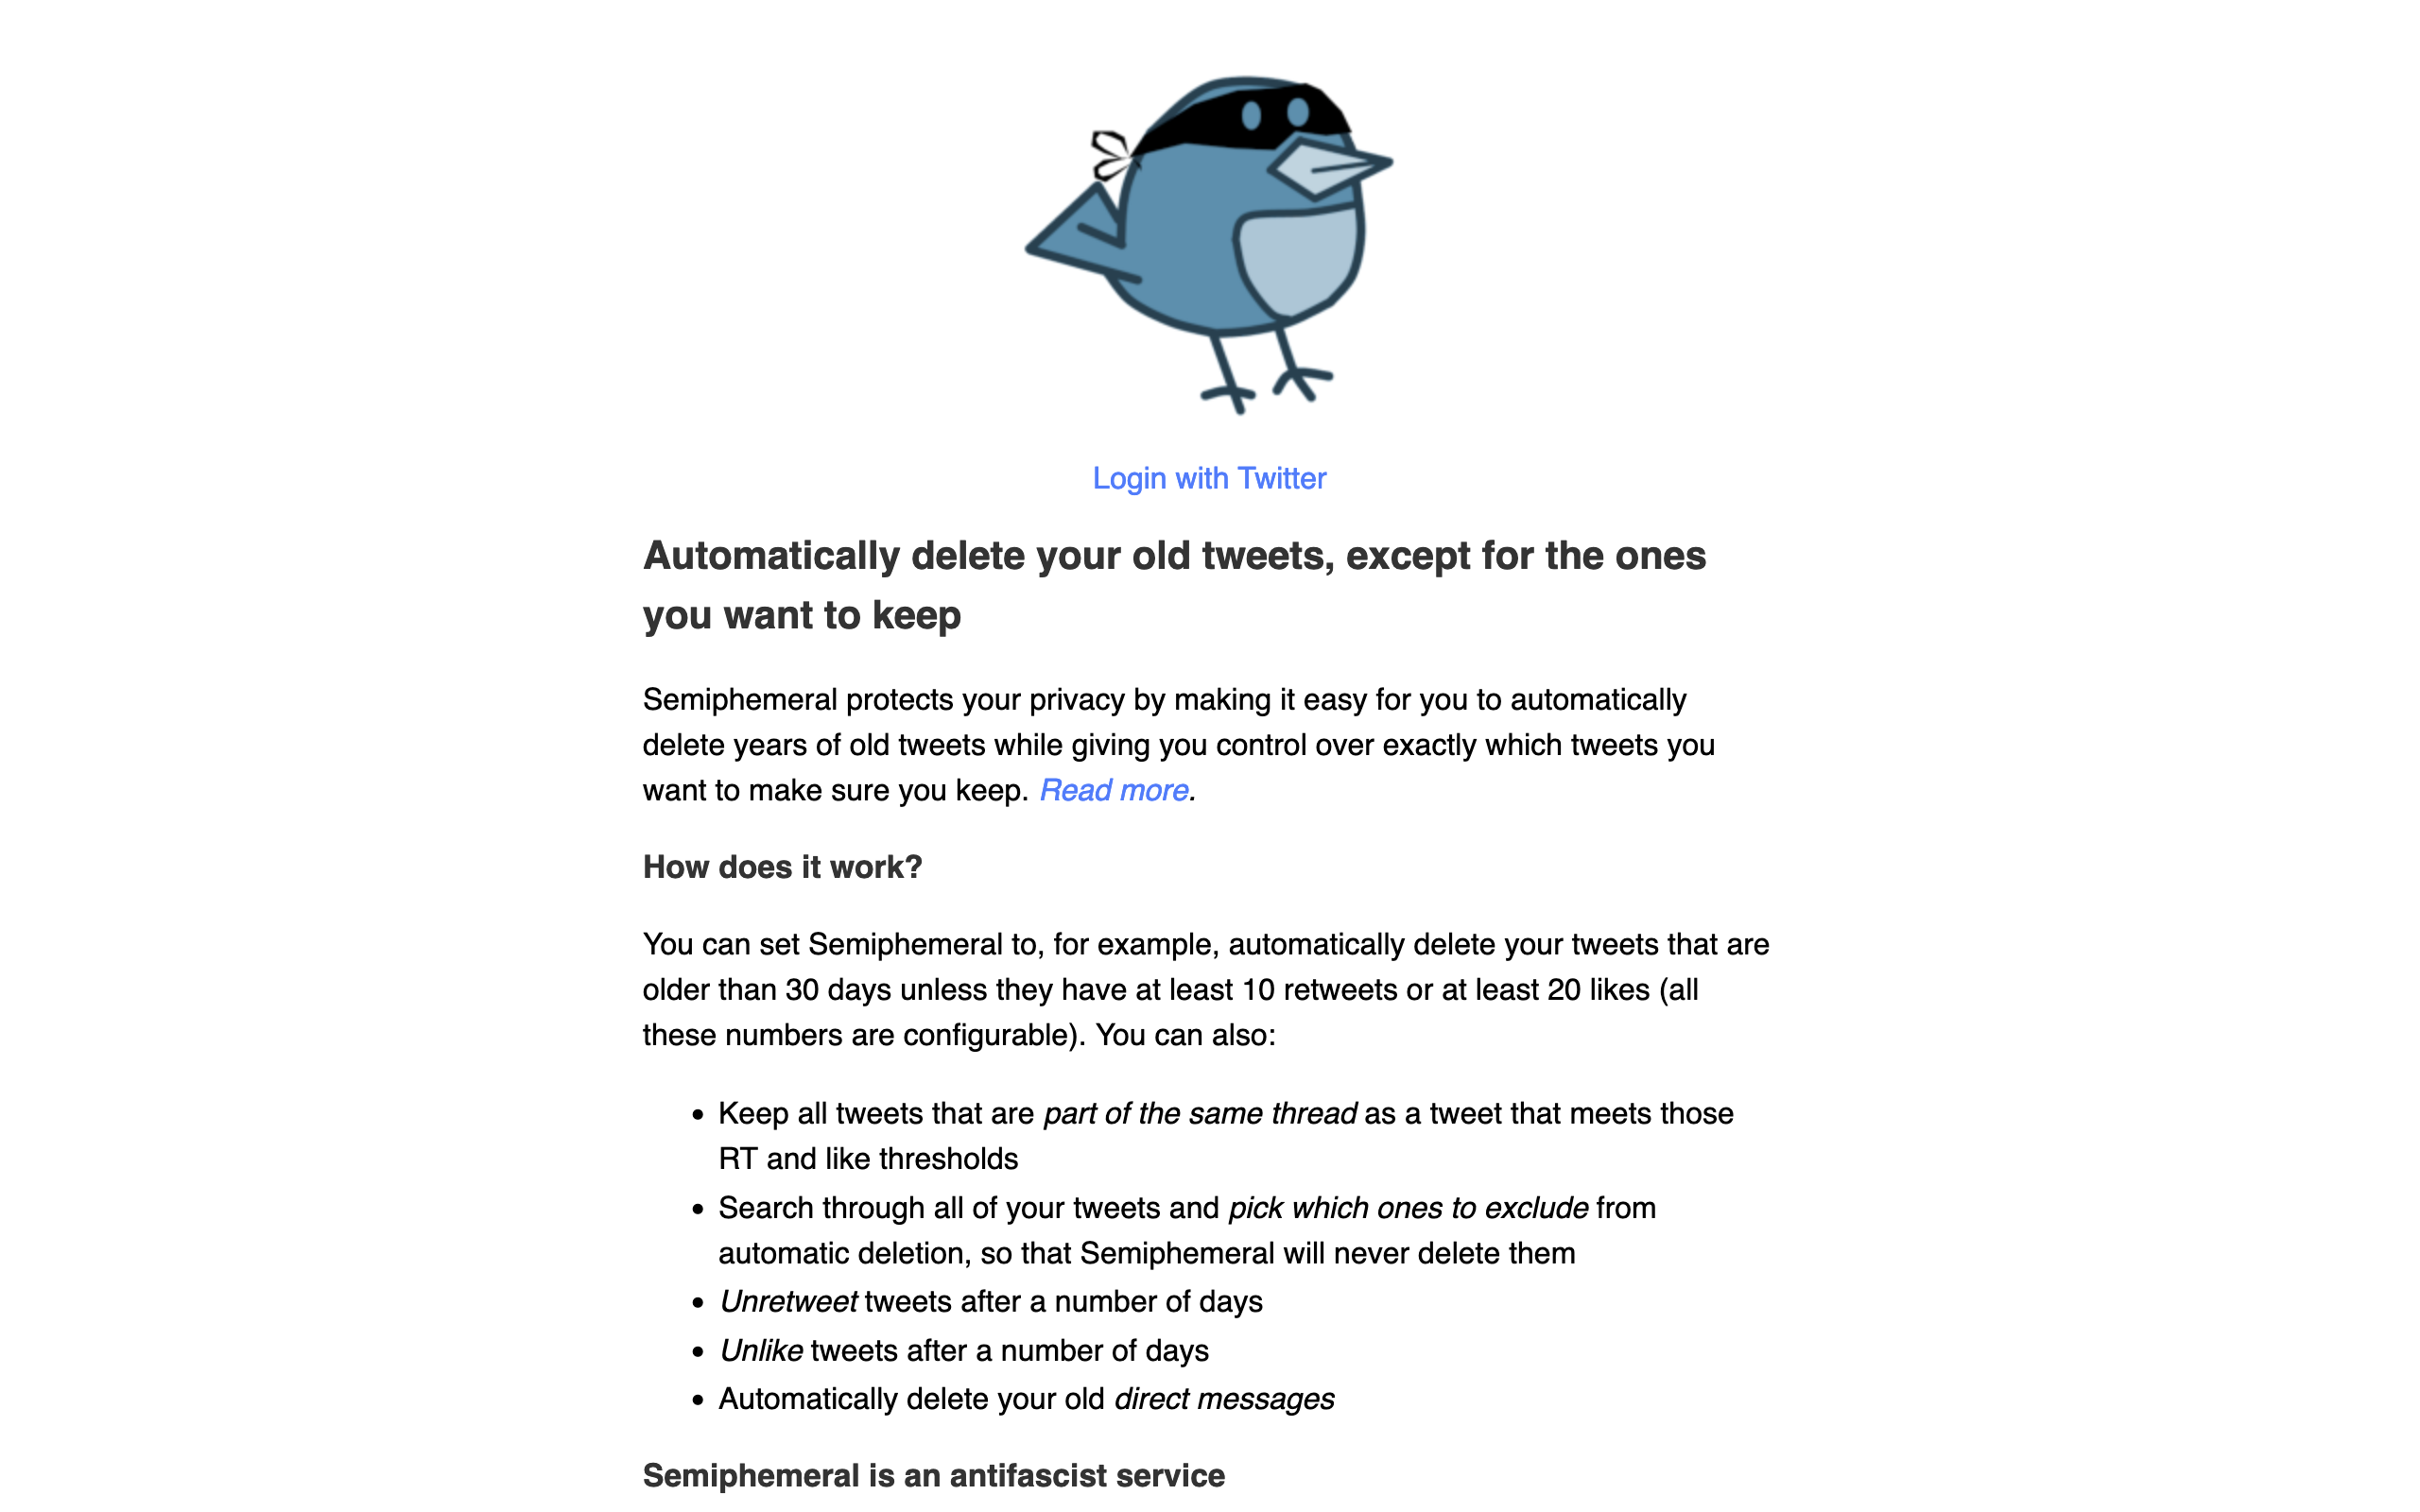 Login with Twitter
Automatically delete your old tweets, except for the ones
you want to keep
Semiphemeral protects your privacy by making it easy for you to automatically
delete years of old tweets while giving you control over exactly which tweets you
want to make sure you keep. Read more.
How does it work?
You can set Semiphemeral to, for example, automatically delete your tweets that are
older than 30 days unless they have at least 10 retweets or at least 20 likes (all
these numbers are configurable). You can also:
• Keep all tweets that are part of the same thread as a tweet that meets those
RT and like thresholds
• Search through all of your tweets and pick which ones to exclude from
automatic deletion, so that Semiphemeral will never delete them
• Unretweet tweets after a number of days
• Unlike tweets after a number of days
• Automatically delete your old direct messages
Semiphemeral is an antifascist service